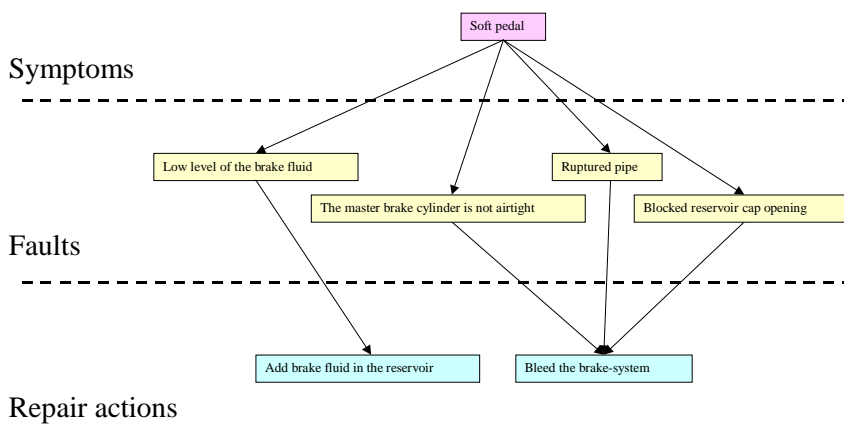 Soft pedal
Symptoms
Low level of the brake fluid
Ruptured pipe
The master brake cylinder is not airtight
Blocked reservoir cap opening
Faults
Add brake fluid in the reservoir
Bleed the brake-system
Repair actions